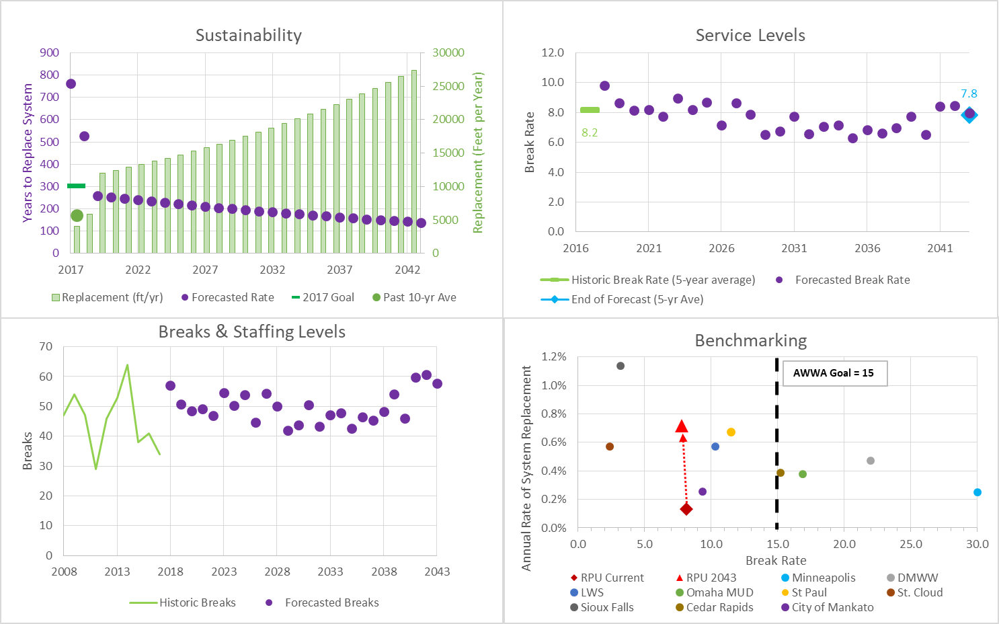 Sustainability
Years to Replace System
900
800
700
600
500
400
300
200
100
0
30000
25000
20000
15000
10000
5000
0
Replacement (Feet per Year)
2017 2022 2027 2032 2037 2042
Replacement (ft/yr) Forecasted Rate 2017 Goal Past 10-yr Ave
Service Levels
Break Rate
12.0
10.0
8.0
6.0
4.0
2.0
0.0
8.2
7.8
2016 2021 2026 2031 2036 2041
Historic Break Rate (5-year average) Forecasted Break Rate
End of Forecast (5-yr Ave)
Breaks & Staffing Levels
Breaks
70
60
50
40
30
20
10
0
2008 2013 2018 2023 2028 2033 2038 2043
Historic Breaks Forecasted Breaks
Benchmarking
Annual Rate of System Replacement
1.2%
1.0%
0.8%
0.6%
0.4%
0.2%
0.0%
AWWA Goal = 15
0.0 5.0 10.0 15.0 20.0 25.0 30.0
Break Rate
RPU Current RPU 2043 Minneapolis DMWW
LWS Omaha MUD St Paul St. Cloud
Sioux Falls Cedar Rapids City of Mankato